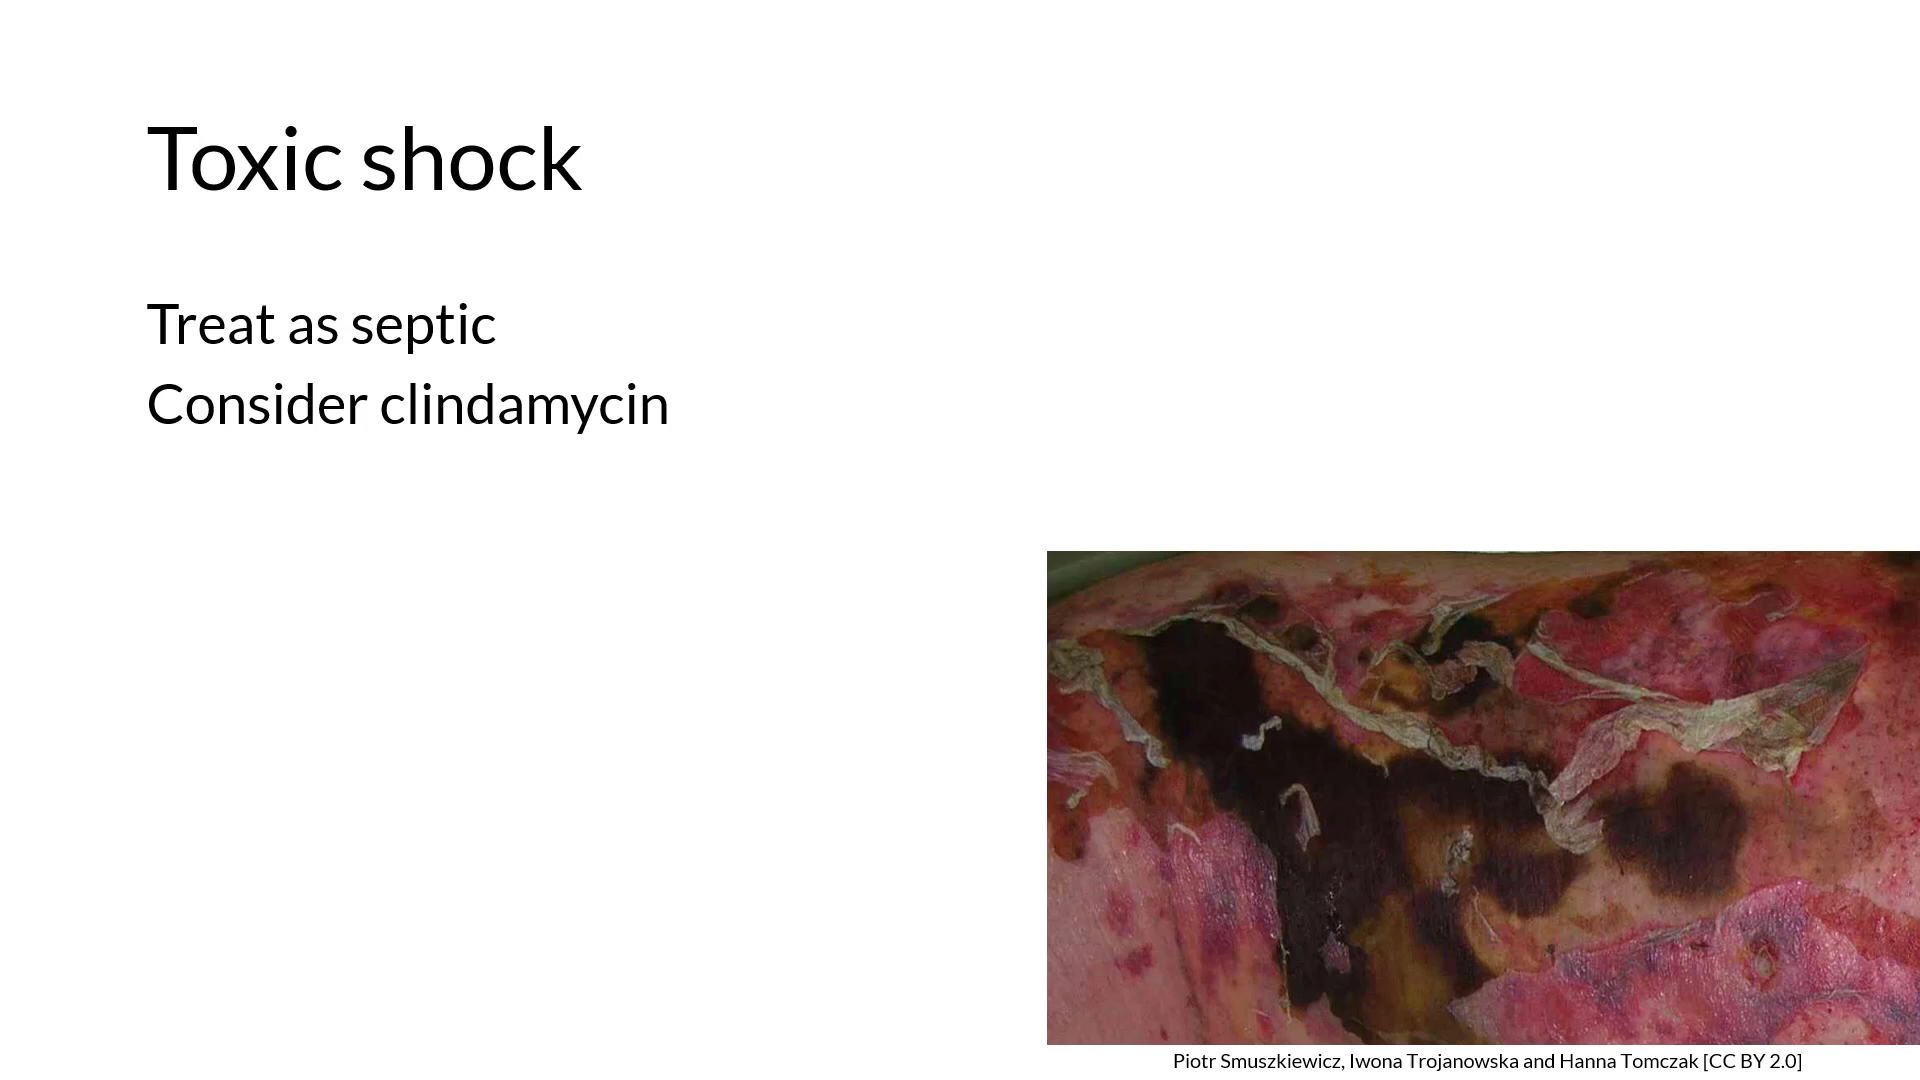 Toxic shock
Treat as septic
Consider clindamycin
Piotr Smuszkiewicz, Iwona Trojanowska and Hanna Tomczak [CC BY 2.0]